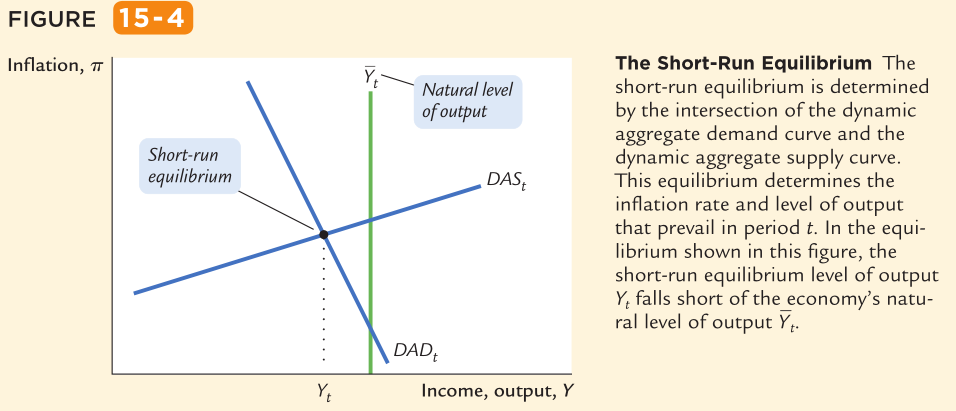 FIGURE 15-4
Inflation, π
Ȳt
Natural level
of output
Short-run
equilibrium
DASt
DADt
Yt
Income, output, Y
The Short-Run Equilibrium The
short-run equilibrium is determined
by the intersection of the dynamic
aggregate demand curve and the
dynamic aggregate supply curve.
This equilibrium determines the
inflation rate and level of output
that prevail in period t. In the equi-
librium shown in this figure, the
short-run equilibrium level of output
Yt falls short of the economy's natu-
ral level of output Ȳt.